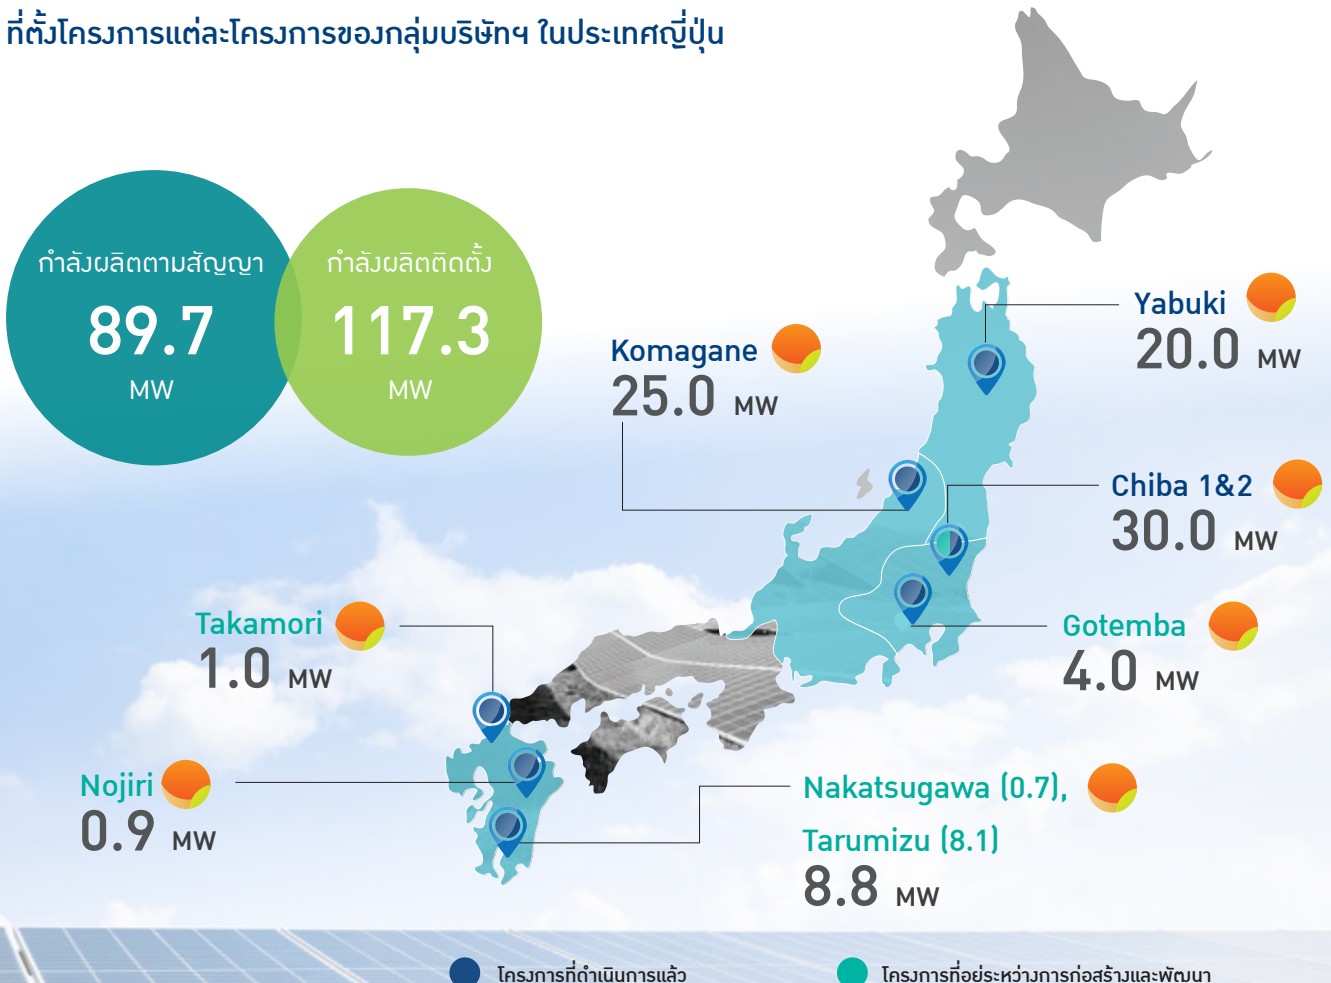 ที่ตั้งโครงการแต่ละโครงการของกลุ่มบริษัทฯ ในประเทศญี่ปุ่น
กำลังผลิตตามสัญญา
89.7
MW
กำลังผลิตติดตั้ง
117.3
MW
Yabuki
20.0 MW
Komagane
25.0 MW
Chiba 1&2
30.0 MW
Takamori
1.0 MW
Gotemba
4.0 MW
Nojiri
0.9 MW
Nakatsugawa (0.7),
Tarumizu (8.1)
8.8 MW
โครงการที่ดำเนินการแล้ว
โครงการที่อยู่ระหว่างการก่อสร้างและพัฒนา